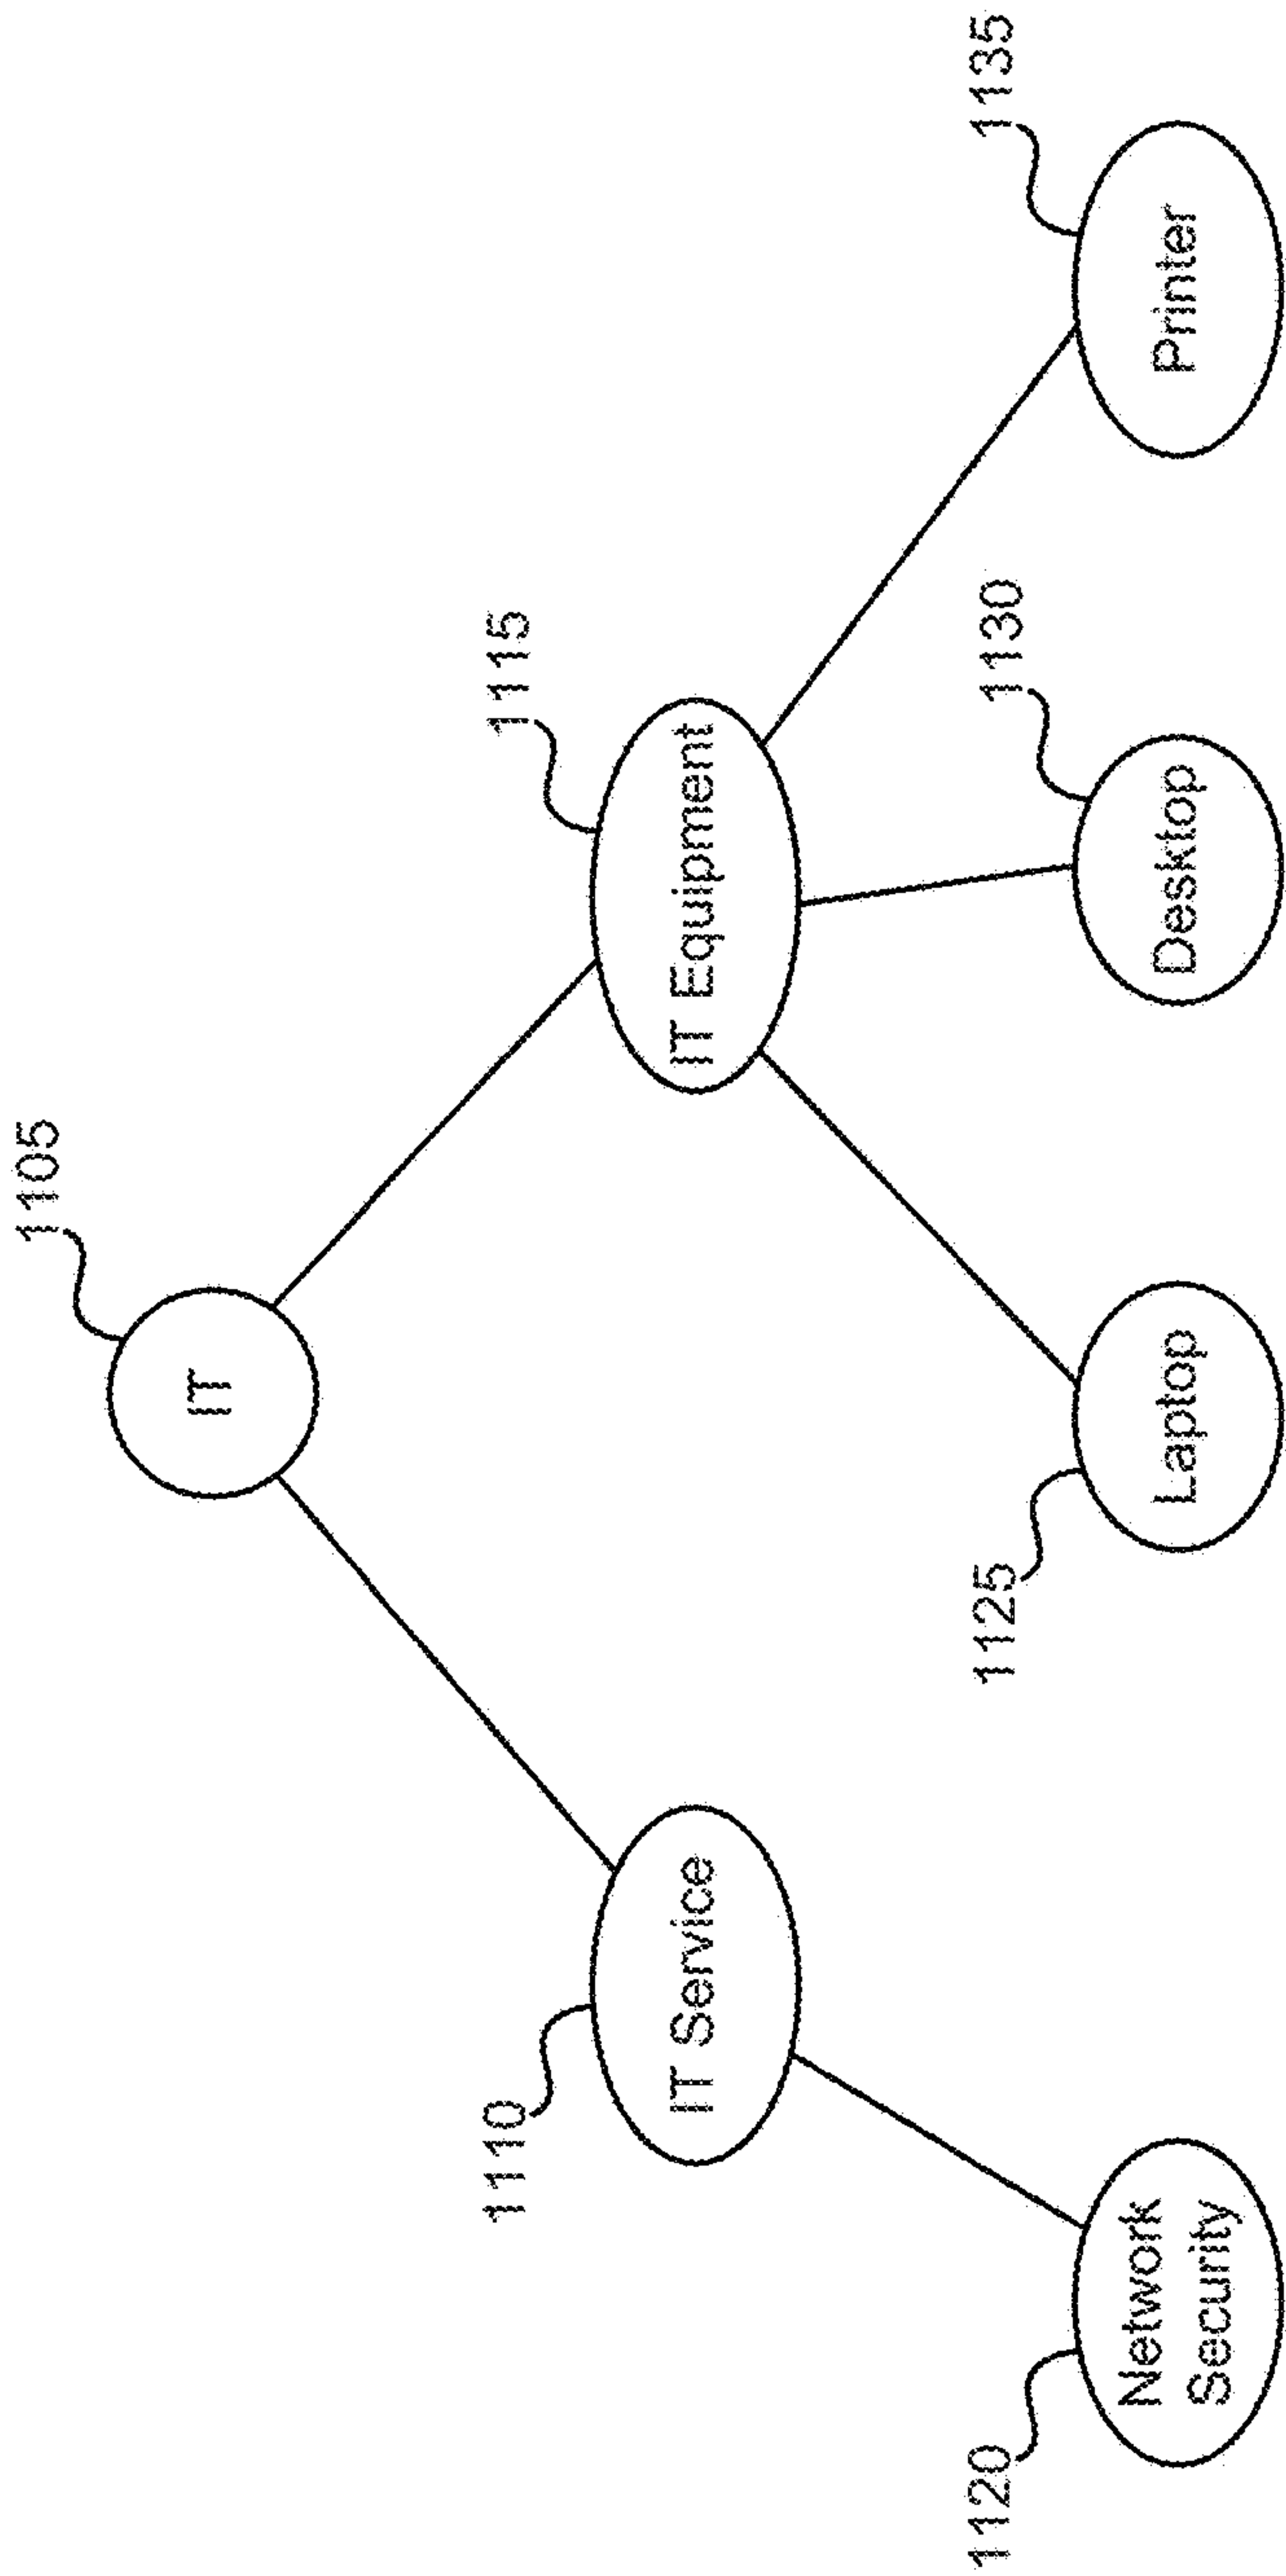 1105
IT
1110
IT Service
1115
IT Equipment
1120
Network
Security
1125
Laptop
1130
Desktop
1135
Printer